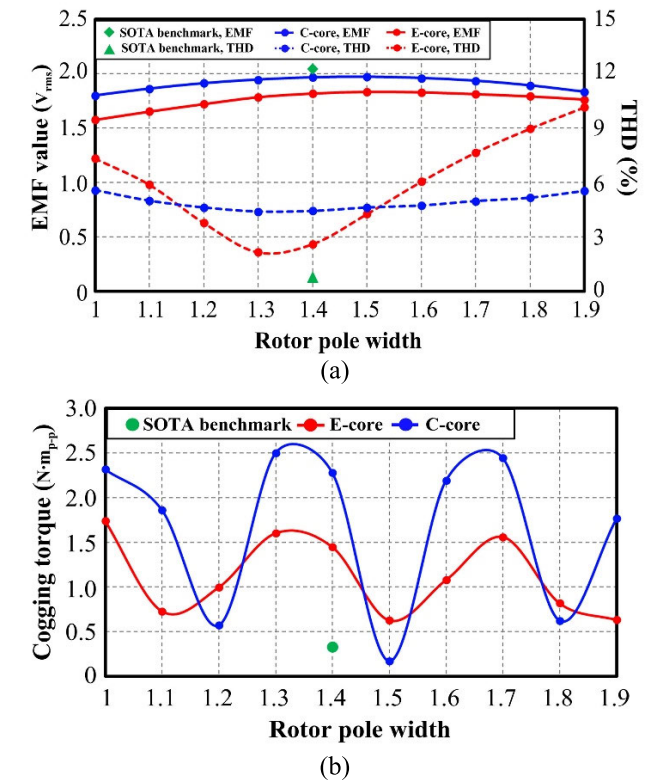 SOTA benchmark, EMF C-core, EMF E-core, EMF
SOTA benchmark, THD C-core, THD E-core, THD
EMF value (Vrms)
2.5
2.0
1.5
1.0
0.5
0
15
12
9
6
3
0
THD (%)
1 1.1 1.2 1.3 1.4 1.5 1.6 1.7 1.8 1.9
Rotor pole width
(a)
SOTA benchmark E-core C-core
Cogging torque (N·mp-p)
3.0
2.5
2.0
1.5
1.0
0.5
0
1 1.1 1.2 1.3 1.4 1.5 1.6 1.7 1.8 1.9
Rotor pole width
(b)